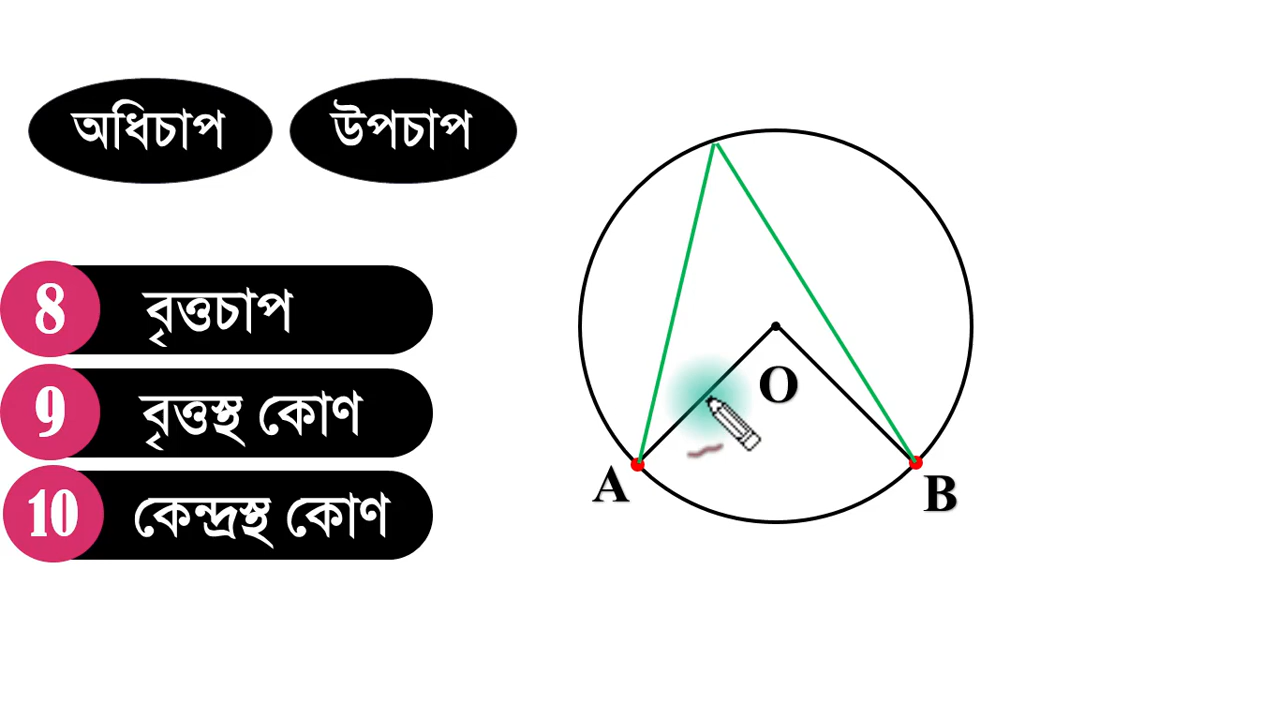 অধিচাপ উপচাপ
8 বৃত্তচাপ
9 বৃত্তস্থ কোণ
10 কেন্দ্রস্থ কোণ
O
A
B